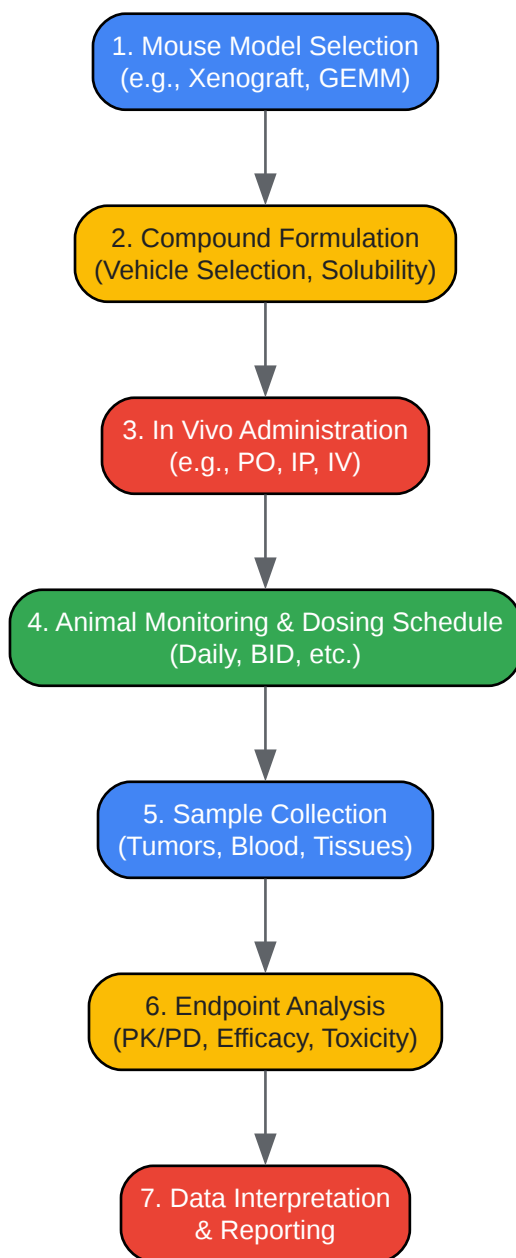 1. Mouse Model Selection
(e.g., Xenograft, GEMM)
2. Compound Formulation
(Vehicle Selection, Solubility)
3. In Vivo Administration
(e.g., PO, IP, IV)
4. Animal Monitoring & Dosing Schedule
(Daily, BID, etc.)
5. Sample Collection
(Tumors, Blood, Tissues)
6. Endpoint Analysis
(PK/PD, Efficacy, Toxicity)
7. Data Interpretation
& Reporting